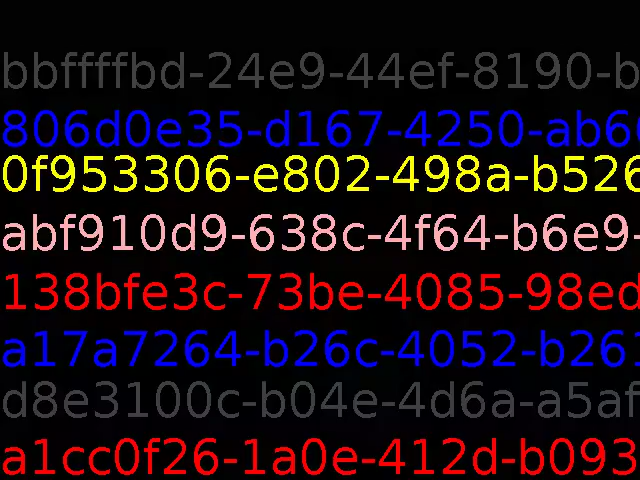 bbffffbd-24e9-44ef-8190-b
806d0e35-d167-4250-ab6
0f953306-e802-498a-b526
abf910d9-638c-4f64-b6e9-
138bfe3c-73be-4085-98ed
a17a7264-b26c-4052-b261
d8e3100c-b04e-4d6a-a5af
a1cc0f26-1a0e-412d-b093